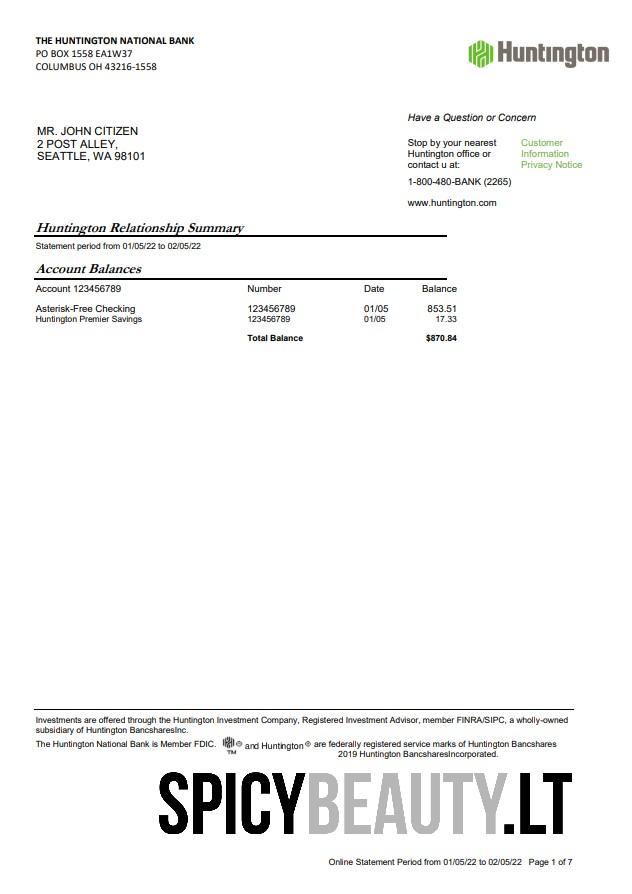 THE HUNTINGTON NATIONAL BANK
PO BOX 1558 EA1W37
COLUMBUS OH 43216-1558
Huntington
MR. JOHN CITIZEN
2 POST ALLEY,
SEATTLE, WA 98101
Have a Question or Concern
Stop by your nearest
Huntington office or
contact u at:
1-800-480-BANK (2265)
www.huntington.com
Customer
Information
Privacy Notice
Huntington Relationship Summary
Statement period from 01/05/22 to 02/05/22
Account Balances
Account 123456789 Number Date Balance
Asterisk-Free Checking 123456789 01/05 853.51
Huntington Premier Savings 123456789 01/05 17.33
Total Balance $870.84
Investments are offered through the Huntington Investment Company, Registered Investment Advisor, member FINRA/SIPC, a wholly-owned
subsidiary of Huntington BancsharesInc.
The Huntington National Bank is Member FDIC. ™ ® and Huntington ® are federally registered service marks of Huntington Bancshares
2019 Huntington BancsharesIncorporated.
SPICYBEAUTY.LT
Online Statement Period from 01/05/22 to 02/05/22 Page 1 of 7